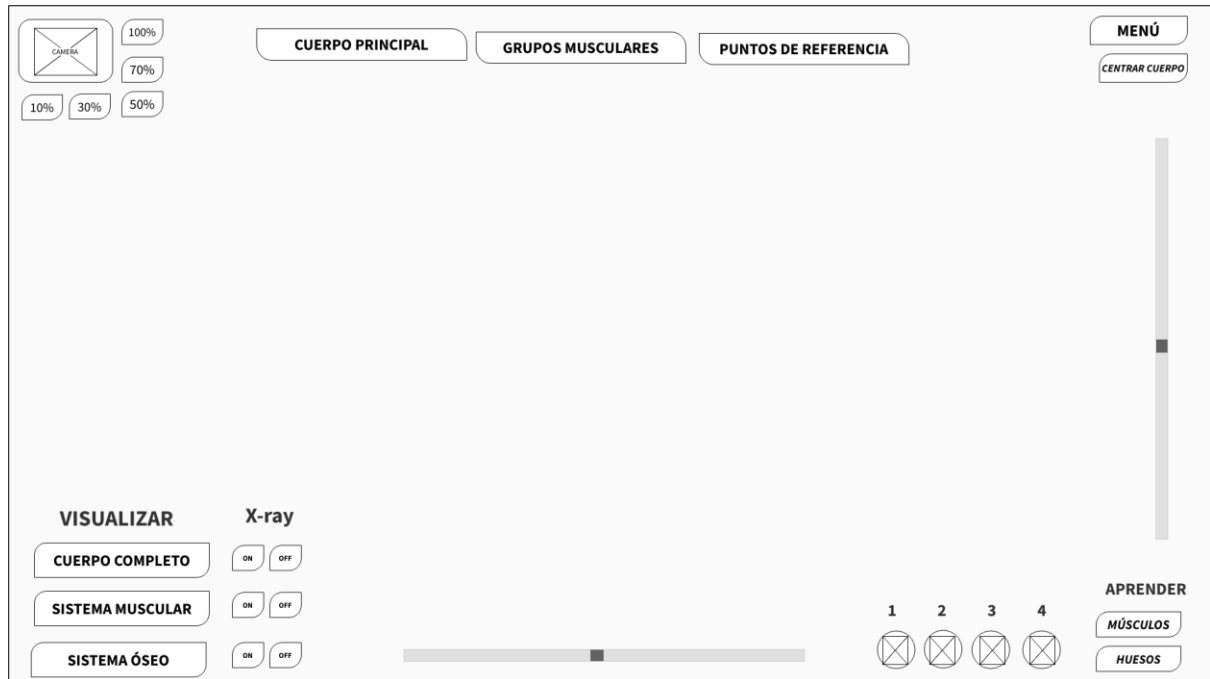 CAMERA
100%
70%
10%
30%
50%
CUERPO PRINCIPAL
GRUPOS MUSCULARES
PUNTOS DE REFERENCIA
MENÚ
CENTRAR CUERPO
VISUALIZAR
X-ray
CUERPO COMPLETO
ON
OFF
SISTEMA MUSCULAR
ON
OFF
SISTEMA ÓSEO
ON
OFF
1 2 3 4
APRENDER
MÚSCULOS
HUESOS